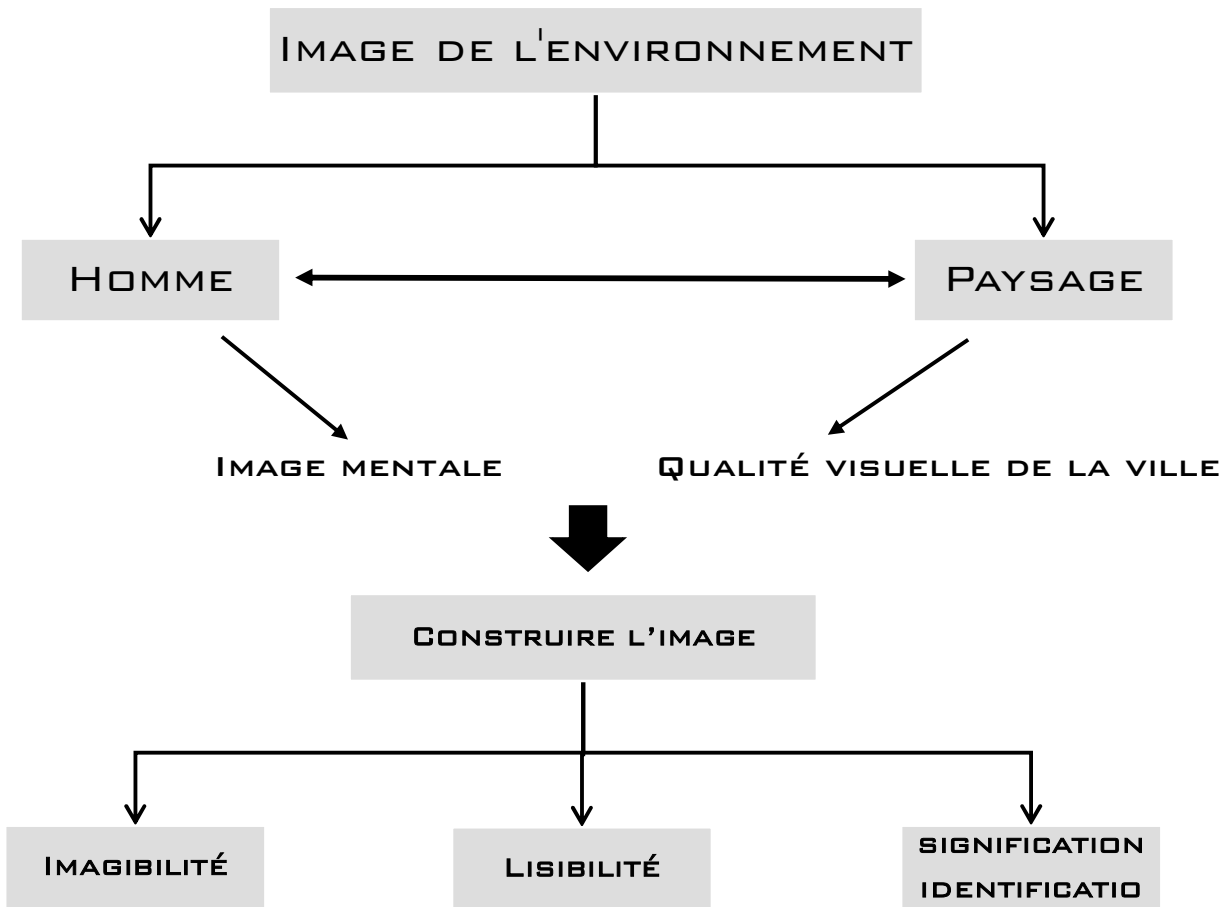 Image de l'environnement
Homme
Paysage
Image mentale
Qualité visuelle de la ville
Construire l’image
Imagibilité
Lisibilité
signification
identificatio